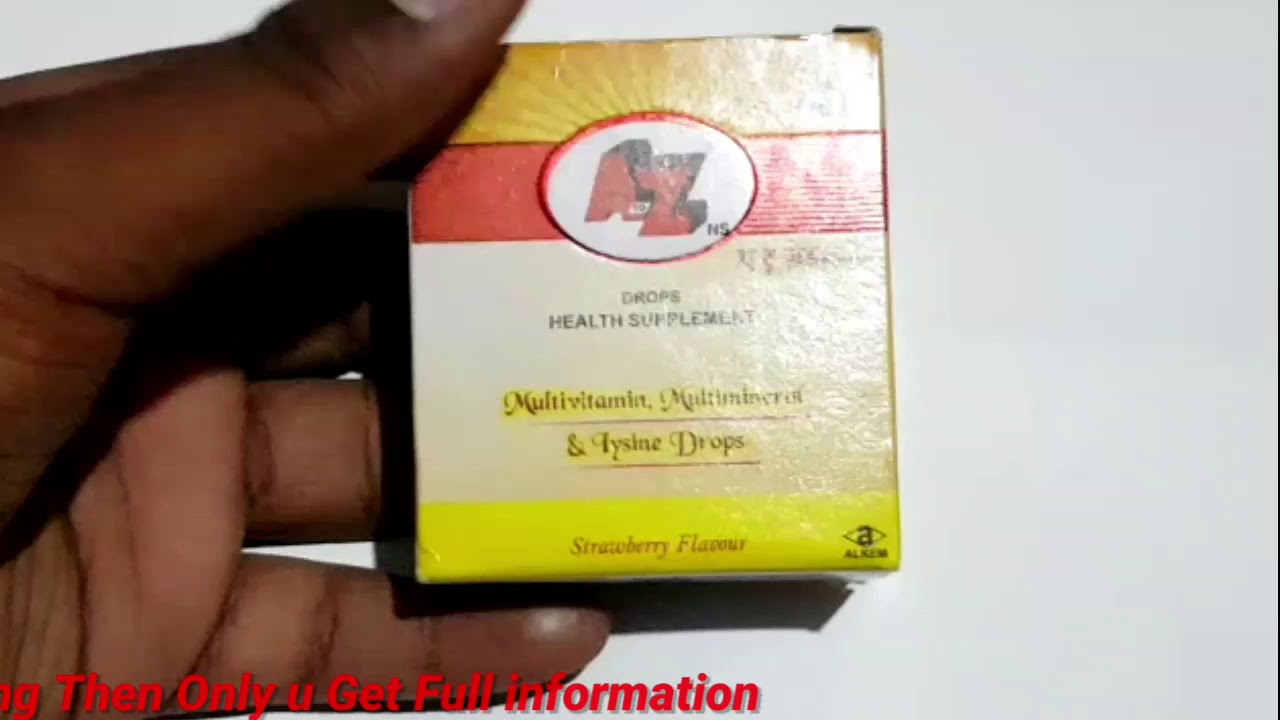 A TO Z
NS
DROPS
HEALTH SUPPLEMENT
Multivitamin, Multimineral
& Lysine Drops
Strawberry Flavour
a
ALKEM
ng Then Only u Get Full information